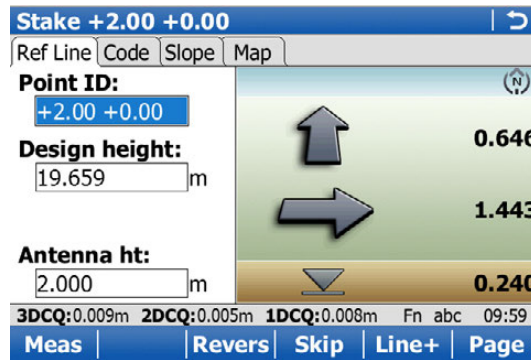 Stake +2.00 +0.00
Ref Line Code Slope Map
Point ID:
+2.00 +0.00
N
0.646
Design height:
19.659 m
1.443
Antenna ht:
2.000 m
0.240
3DCQ:0.009m 2DCQ:0.005m 1DCQ:0.008m Fn abc 09:59
Meas Revers Skip Line+ Page